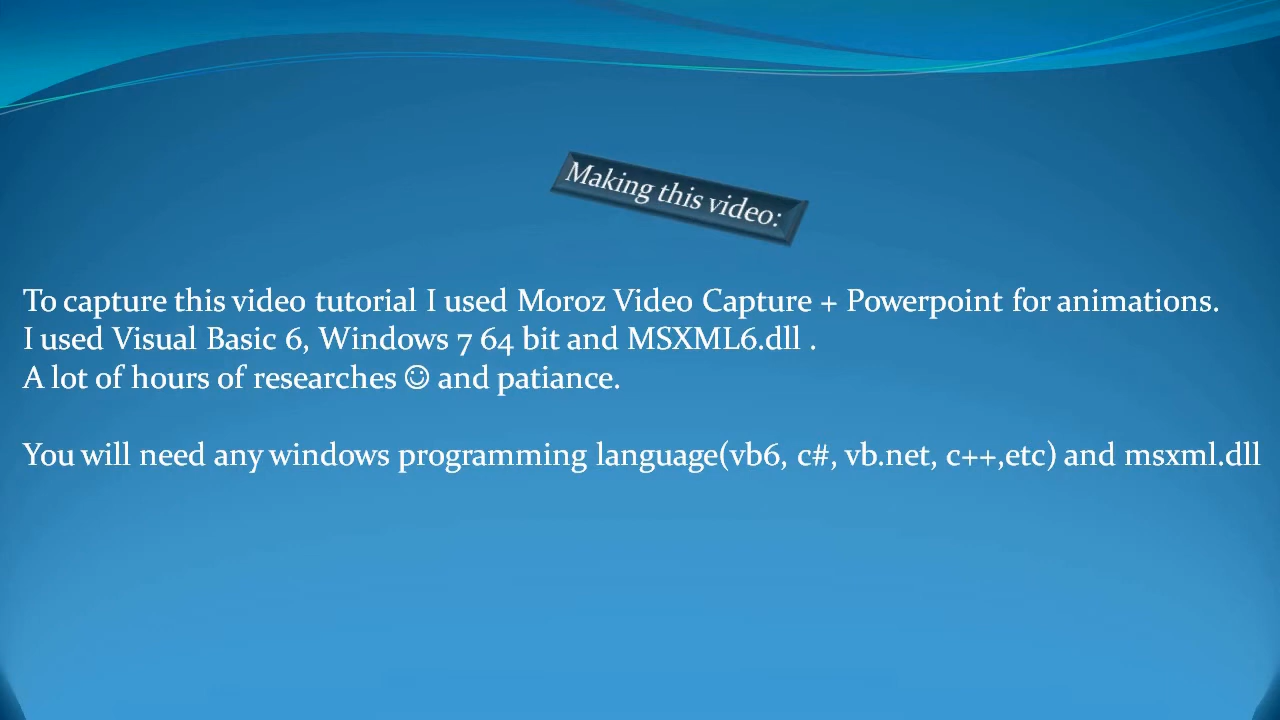 Making this video:
To capture this video tutorial I used Moroz Video Capture + Powerpoint for animations.
I used Visual Basic 6, Windows 7 64 bit and MSXML6.dll .
A lot of hours of researches ☺ and patiance.
You will need any windows programming language(vb6, c#, vb.net, c++,etc) and msxml.dll